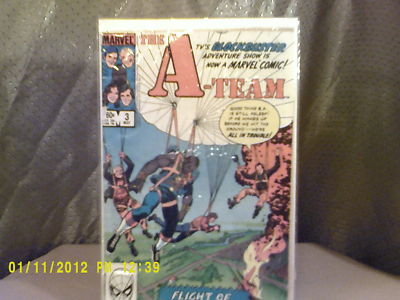 MARVEL
THE
TV'S BLOCKBUSTER
ADVENTURE SHOW IS
NOW A MARVEL COMIC!
A-TEAM
60¢
3
MAY
GOOD THING B.A.
IS STILL ASLEEP!
IF HE WAKES UP
BEFORE WE HIT THE
GROUND--WE'RE
ALL IN TROUBLE!
01/11/2012 PM 12:39
FLIGHT OF